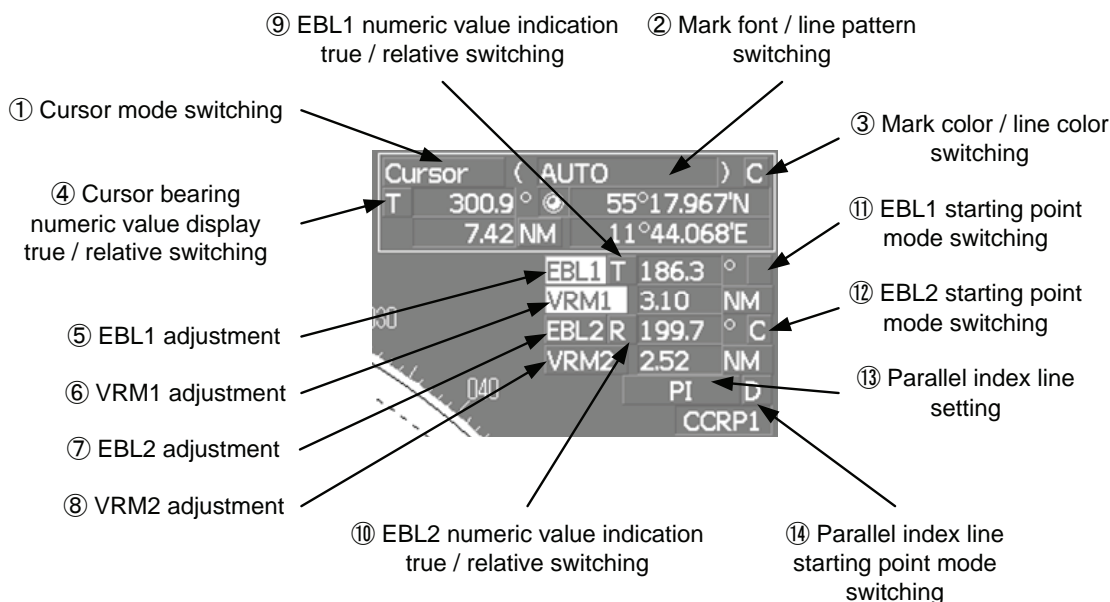 ⑨ EBL1 numeric value indication
true / relative switching
② Mark font / line pattern
switching
① Cursor mode switching
③ Mark color / line color
switching
④ Cursor bearing
numeric value display
true / relative switching
Cursor ( AUTO ) C
T 300.9 ° 55°17.967'N
7.42 NM 11°44.068'E
⑪ EBL1 starting point
mode switching
EBL1 T 186.3 °
VRM1 3.10 NM
EBL2 R 199.7 ° C
VRM2 2.52 NM
PI D
CCRP1
040
⑫ EBL2 starting point
mode switching
⑤ EBL1 adjustment
⑥ VRM1 adjustment
⑬ Parallel index line
setting
⑦ EBL2 adjustment
⑧ VRM2 adjustment
⑩ EBL2 numeric value indication
true / relative switching
⑭ Parallel index line
starting point mode
switching